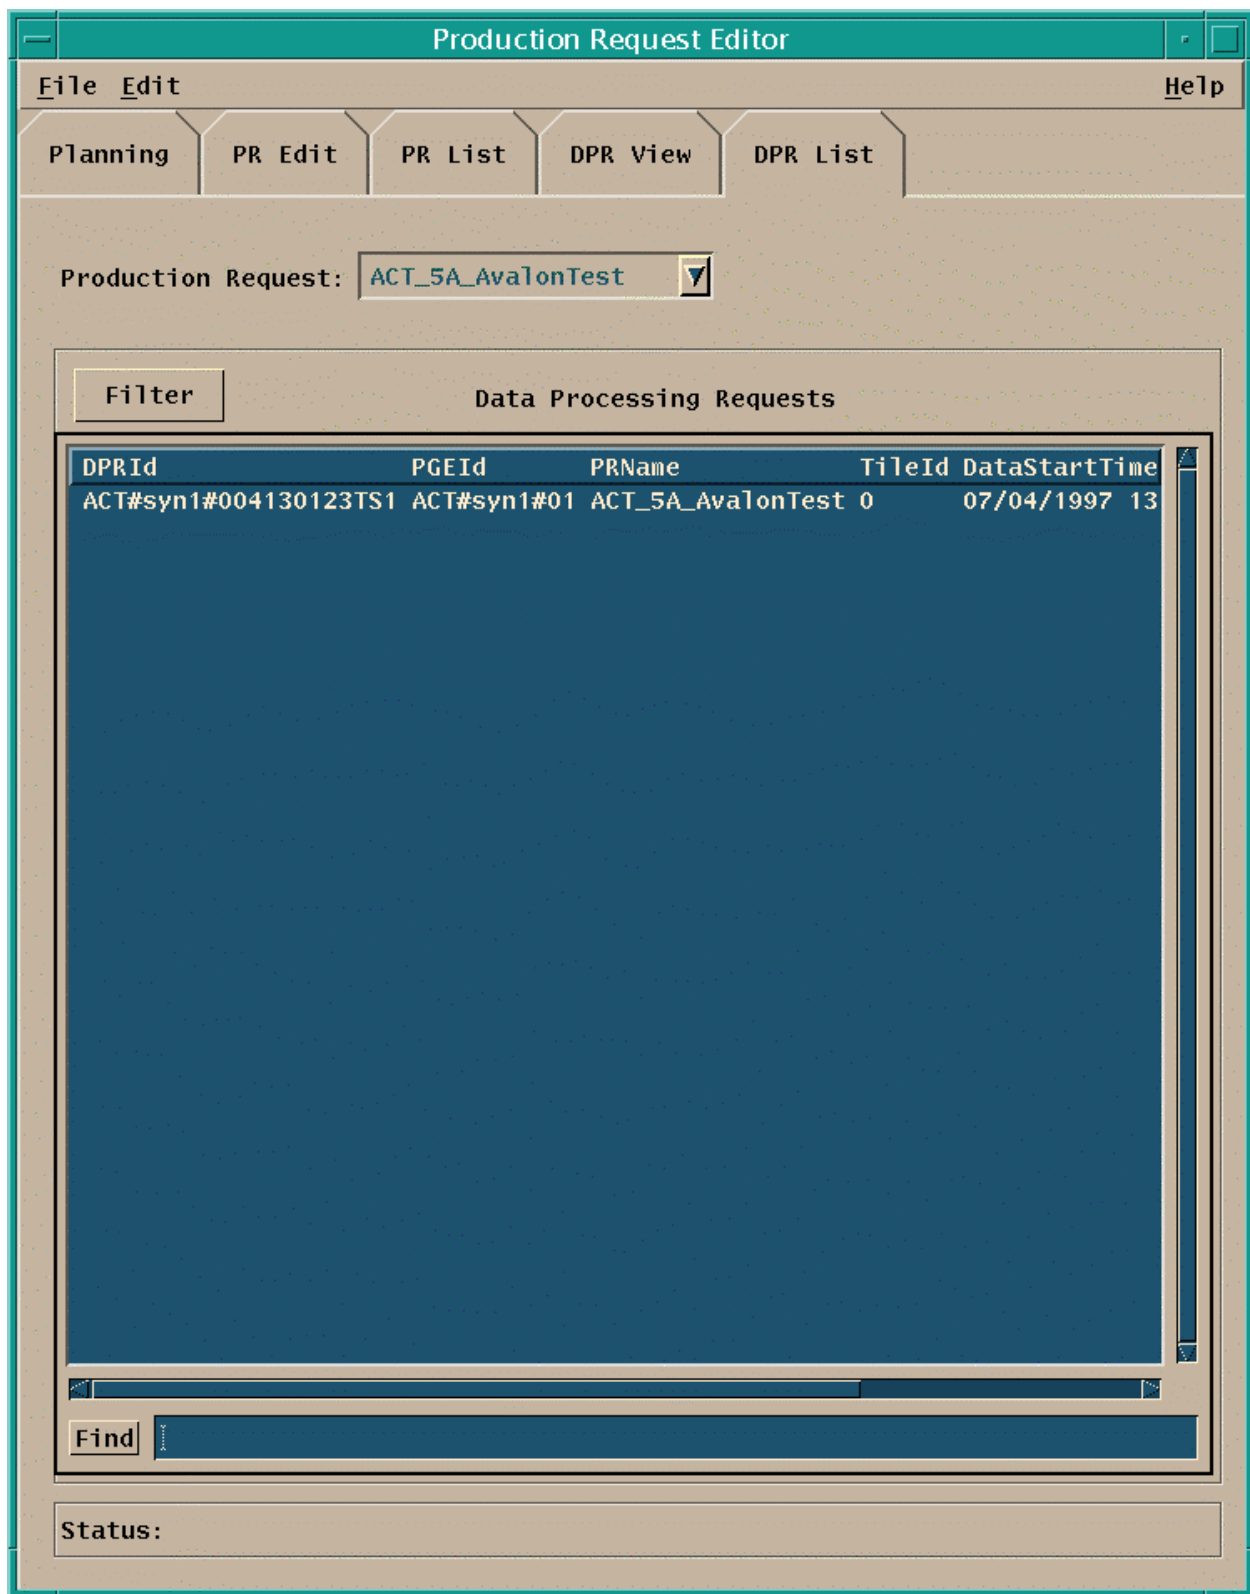 Production Request Editor
File Edit Help
Planning PR Edit PR List DPR View DPR List
Production Request: ACT_5A_AvalonTest
Filter Data Processing Requests
DPRId PGEId PRName TileId DataStartTime
ACT#syn1#004130123TS1 ACT#syn1#01 ACT_5A_AvalonTest 0 07/04/1997 13
Find
Status: